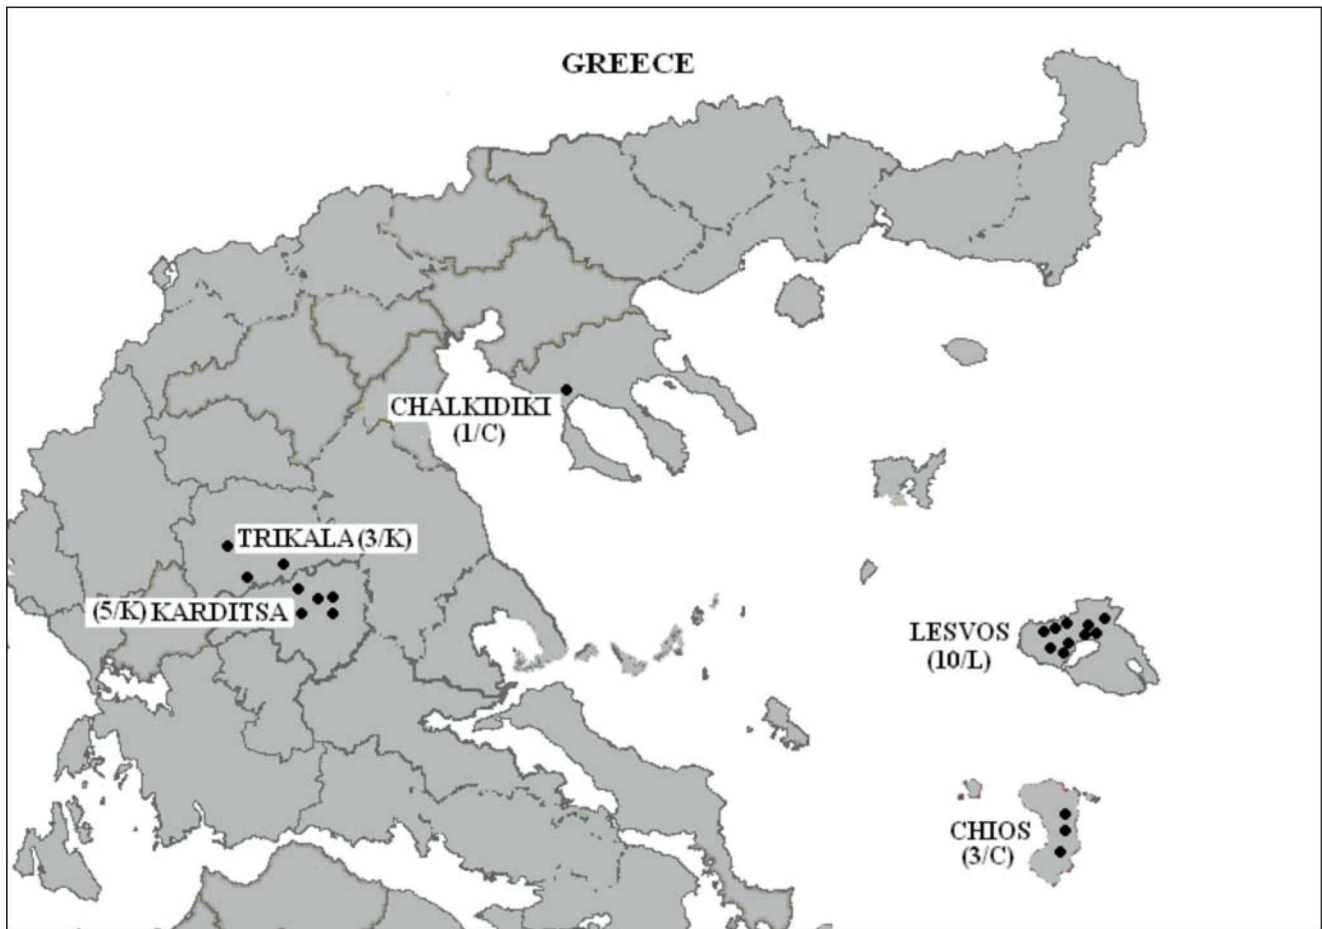 GREECE
CHALKIDIKI
(1/C)
TRIKALA (3/K)
(5/K) KARDITSA
LESVOS
(10/L)
CHIOS
(3/C)